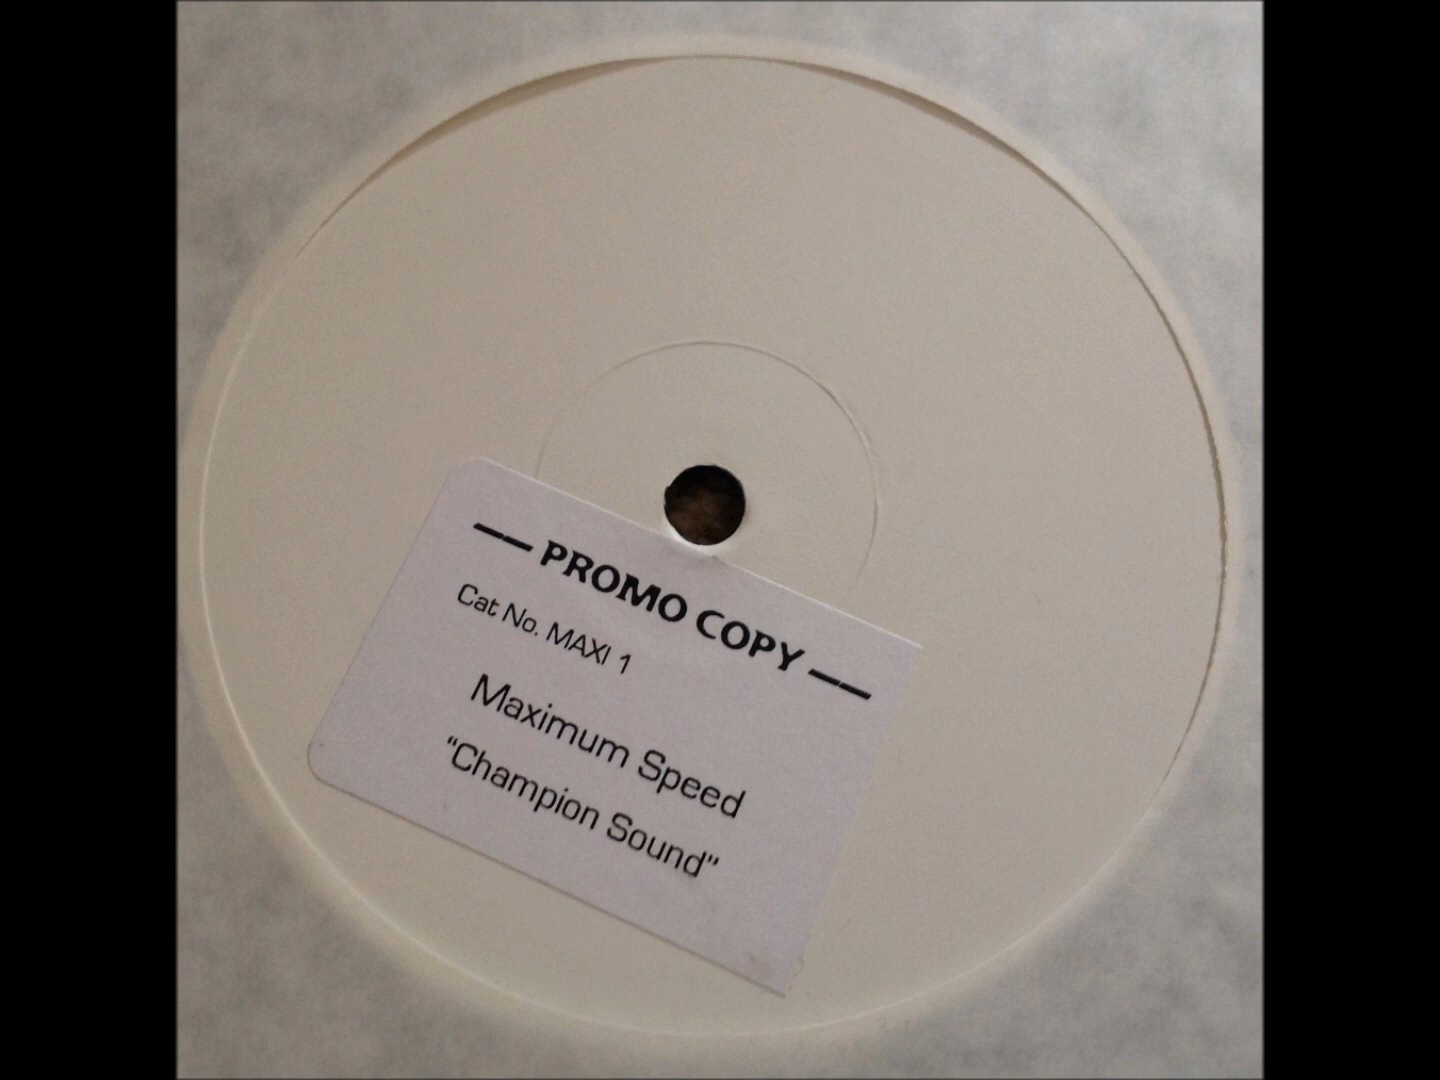 —— PROMO COPY ——
Cat No. MAXI 1
Maximum Speed
“Champion Sound”